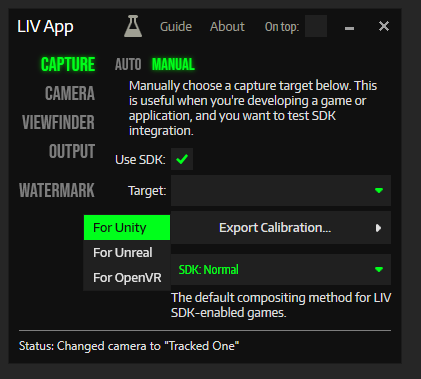 LIV App
Guide
About
On top:
CAPTURE
CAMERA
VIEWFINDER
OUTPUT
WATERMARK
AUTO
MANUAL
Manually choose a capture target below. This
is useful when you're developing a game or
application, and you want to test SDK
integration.
Use SDK:
Target:
For Unity
For Unreal
For OpenVR
Export Calibration...
SDK: Normal
The default compositing method for LIV
SDK-enabled games.
Status: Changed camera to "Tracked One"